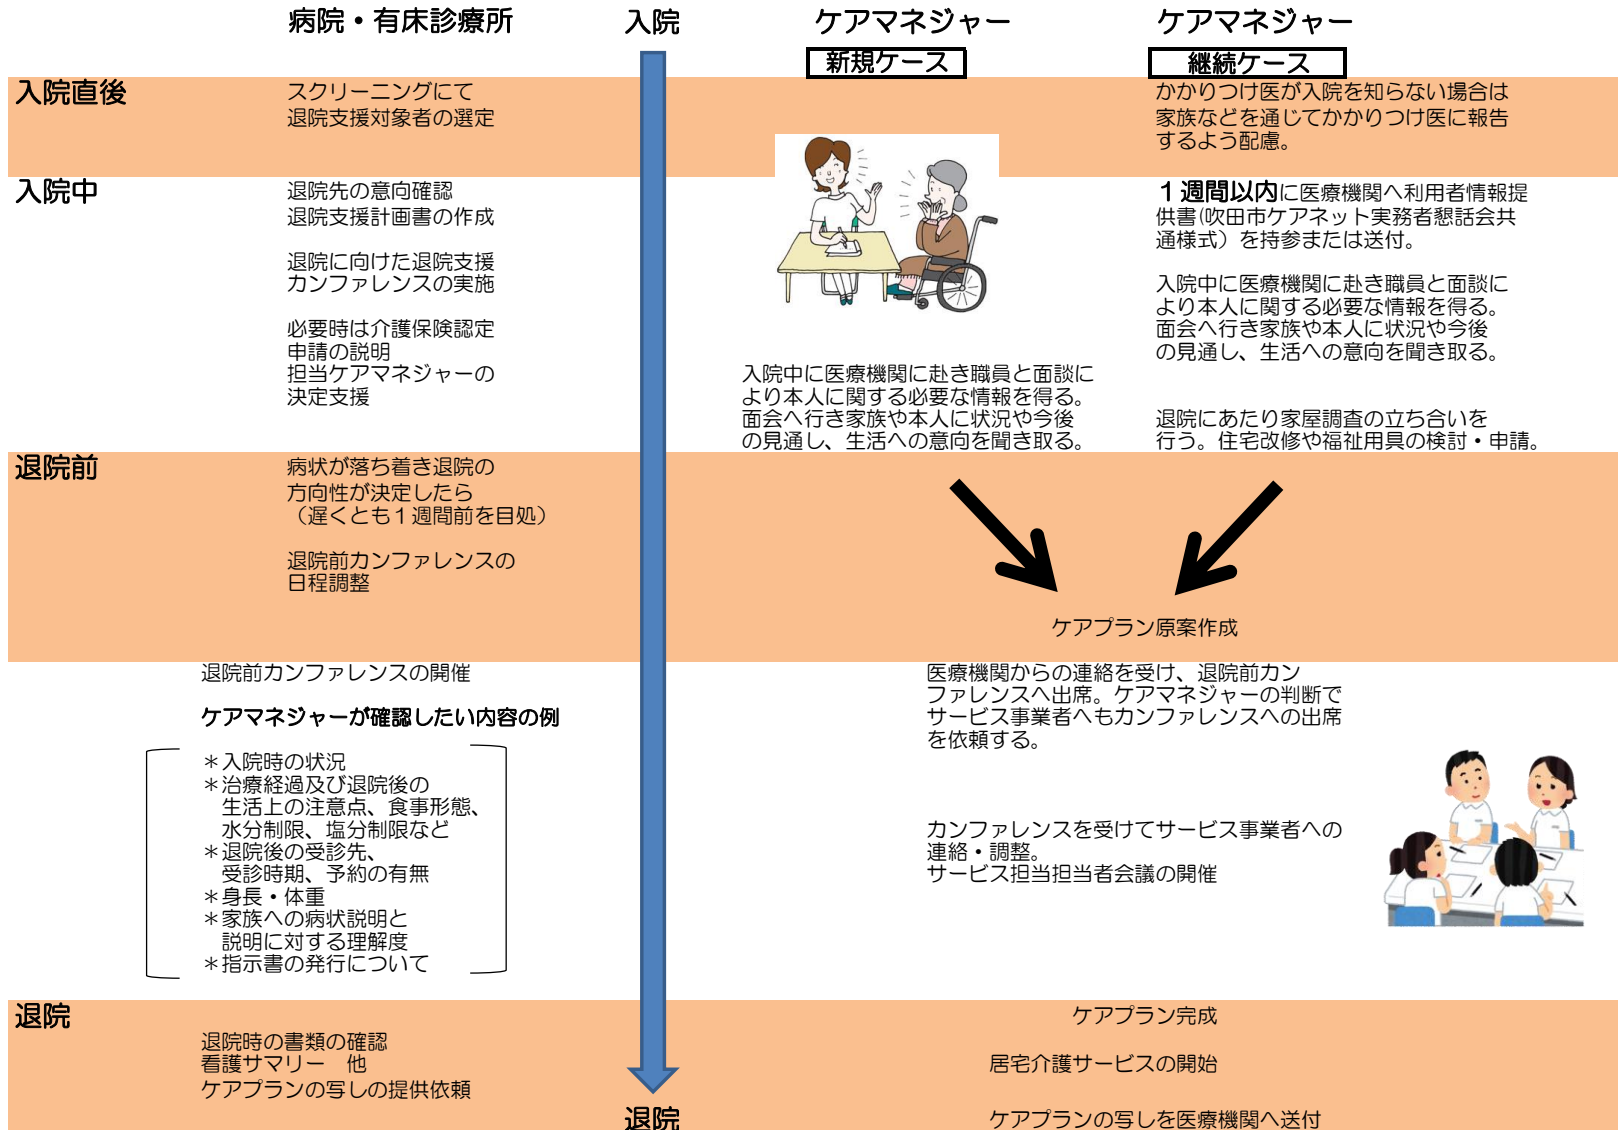 病院・有床診療所
入院
ケアマネジャー
ケアマネジャー
新規ケース
継続ケース
入院直後
スクリーニングにて
退院支援対象者の選定
かかりつけ医が入院を知らない場合は
家族などを通じてかかりつけ医に報告
するよう配慮。
入院中
退院先の意向確認
退院支援計画書の作成
退院に向けた退院支援
カンファレンスの実施
必要時は介護保険認定
申請の説明
担当ケアマネジャーの
決定支援
入院中に医療機関に赴き職員と面談に
より本人に関する必要な情報を得る。
面会へ行き家族や本人に状況や今後
の見通し、生活への意向を聞き取る。
1週間以内に医療機関へ利用者情報提
供書(吹田市ケアネット実務者懇話会共
通様式）を持参または送付。
入院中に医療機関に赴き職員と面談に
より本人に関する必要な情報を得る。
面会へ行き家族や本人に状況や今後
の見通し、生活への意向を聞き取る。
退院にあたり家屋調査の立ち合いを
行う。住宅改修や福祉用具の検討・申請。
退院前
病状が落ち着き退院の
方向性が決定したら
（遅くとも１週間前を目処）
退院前カンファレンスの
日程調整
ケアプラン原案作成
退院前カンファレンスの開催
ケアマネジャーが確認したい内容の例
＊入院時の状況
＊治療経過及び退院後の
生活上の注意点、食事形態、
水分制限、塩分制限など
＊退院後の受診先、
受診時期、予約の有無
＊身長・体重
＊家族への病状説明と
説明に対する理解度
＊指示書の発行について
医療機関からの連絡を受け、退院前カン
ファレンスへ出席。ケアマネジャーの判断で
サービス事業者へもカンファレンスへの出席
を依頼する。
カンファレンスを受けてサービス事業者への
連絡・調整。
サービス担当担当者会議の開催
退院
退院時の書類の確認
看護サマリー　他
ケアプランの写しの提供依頼
退院
ケアプラン完成
居宅介護サービスの開始
ケアプランの写しを医療機関へ送付